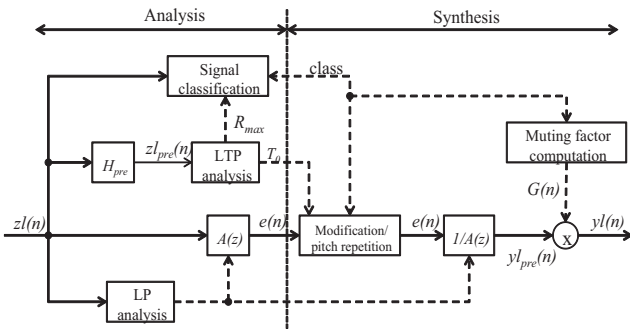 Analysis
Synthesis
Signal
classification
class
R_max
zl_pre(n)
H_pre
LTP
analysis
T_0
Muting factor
computation
G(n)
zl(n)
A(z)
e(n)
Modification/
pitch repetition
e(n)
1/A(z)
yl_pre(n)
x
yl(n)
LP
analysis